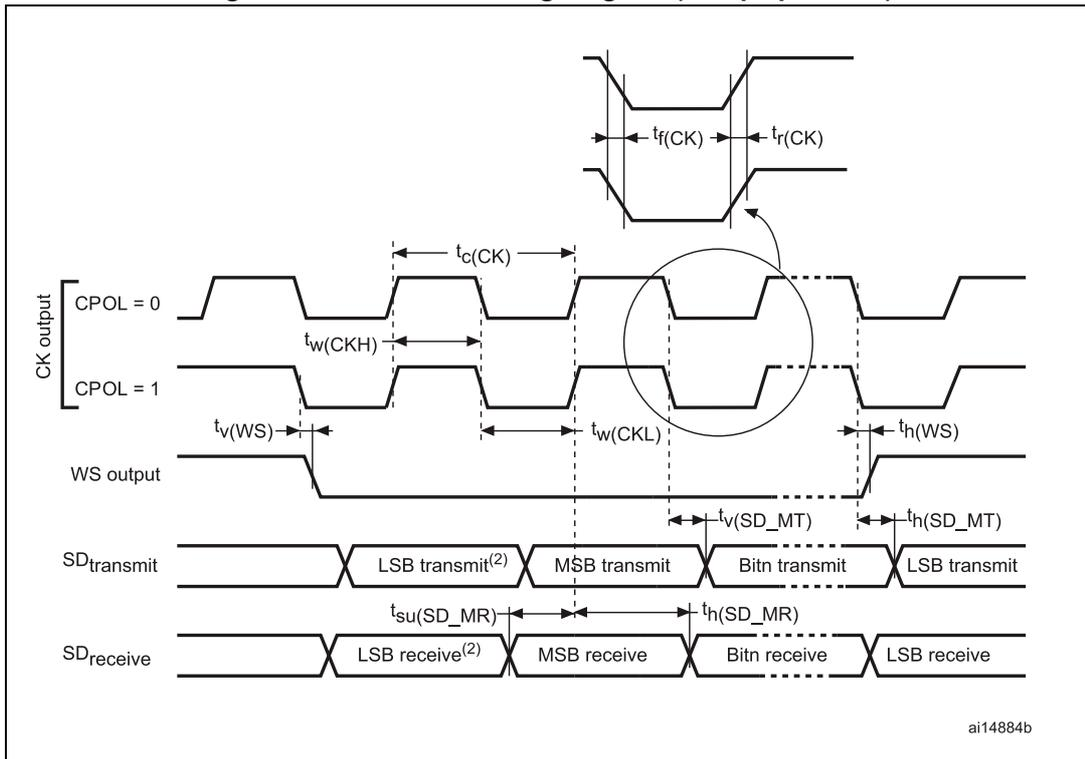 tf(CK)
tr(CK)
tc(CK)
CK output
CPOL = 0
tw(CKH)
CPOL = 1
tv(WS)
tw(CKL)
th(WS)
WS output
tv(SD_MT)
th(SD_MT)
SDtransmit
LSB transmit(2)
MSB transmit
Bitn transmit
LSB transmit
tsu(SD_MR)
th(SD_MR)
SDreceive
LSB receive(2)
MSB receive
Bitn receive
LSB receive
ai14884b